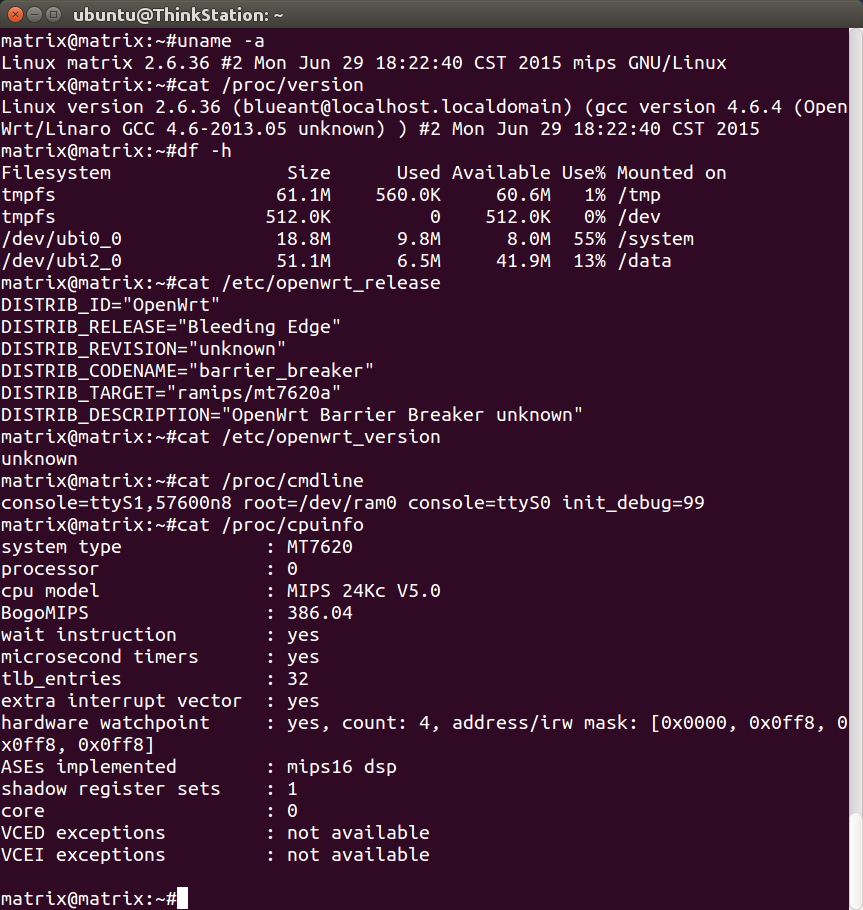 ubuntu@ThinkStation: ~
matrix@matrix:~#uname -a
Linux matrix 2.6.36 #2 Mon Jun 29 18:22:40 CST 2015 mips GNU/Linux
matrix@matrix:~#cat /proc/version
Linux version 2.6.36 (blueant@localhost.localdomain) (gcc version 4.6.4 (Open
Wrt/Linaro GCC 4.6-2013.05 unknown) ) #2 Mon Jun 29 18:22:40 CST 2015
matrix@matrix:~#df -h
Filesystem                Size      Used Available Use% Mounted on
tmpfs                    61.1M    560.0K     60.6M   1% /tmp
tmpfs                   512.0K         0    512.0K   0% /dev
/dev/ubi0_0              18.8M      9.8M      8.0M  55% /system
/dev/ubi2_0              51.1M      6.5M     41.9M  13% /data
matrix@matrix:~#cat /etc/openwrt_release
DISTRIB_ID="OpenWrt"
DISTRIB_RELEASE="Bleeding Edge"
DISTRIB_REVISION="unknown"
DISTRIB_CODENAME="barrier_breaker"
DISTRIB_TARGET="ramips/mt7620a"
DISTRIB_DESCRIPTION="OpenWrt Barrier Breaker unknown"
matrix@matrix:~#cat /etc/openwrt_version
unknown
matrix@matrix:~#cat /proc/cmdline
console=ttyS1,57600n8 root=/dev/ram0 console=ttyS0 init_debug=99
matrix@matrix:~#cat /proc/cpuinfo
system type             : MT7620
processor               : 0
cpu model               : MIPS 24Kc V5.0
BogoMIPS                : 386.04
wait instruction        : yes
microsecond timers      : yes
tlb_entries             : 32
extra interrupt vector  : yes
hardware watchpoint     : yes, count: 4, address/irw mask: [0x0000, 0x0ff8, 0
x0ff8, 0x0ff8]
ASEs implemented        : mips16 dsp
shadow register sets    : 1
core                    : 0
VCED exceptions         : not available
VCEI exceptions         : not available
matrix@matrix:~#